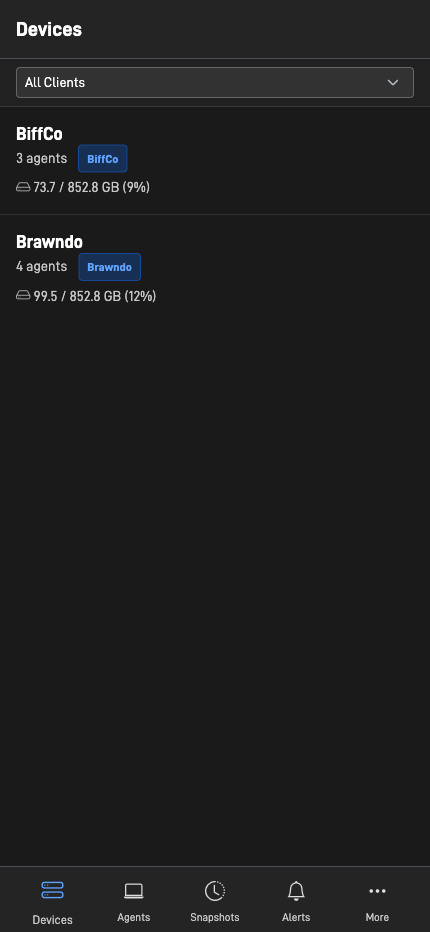 Devices
All Clients
BiffCo
3 agents BiffCo
73.7 / 852.8 GB (9%)
Brawndo
4 agents Brawndo
99.5 / 852.8 GB (12%)
Devices Agents Snapshots Alerts More